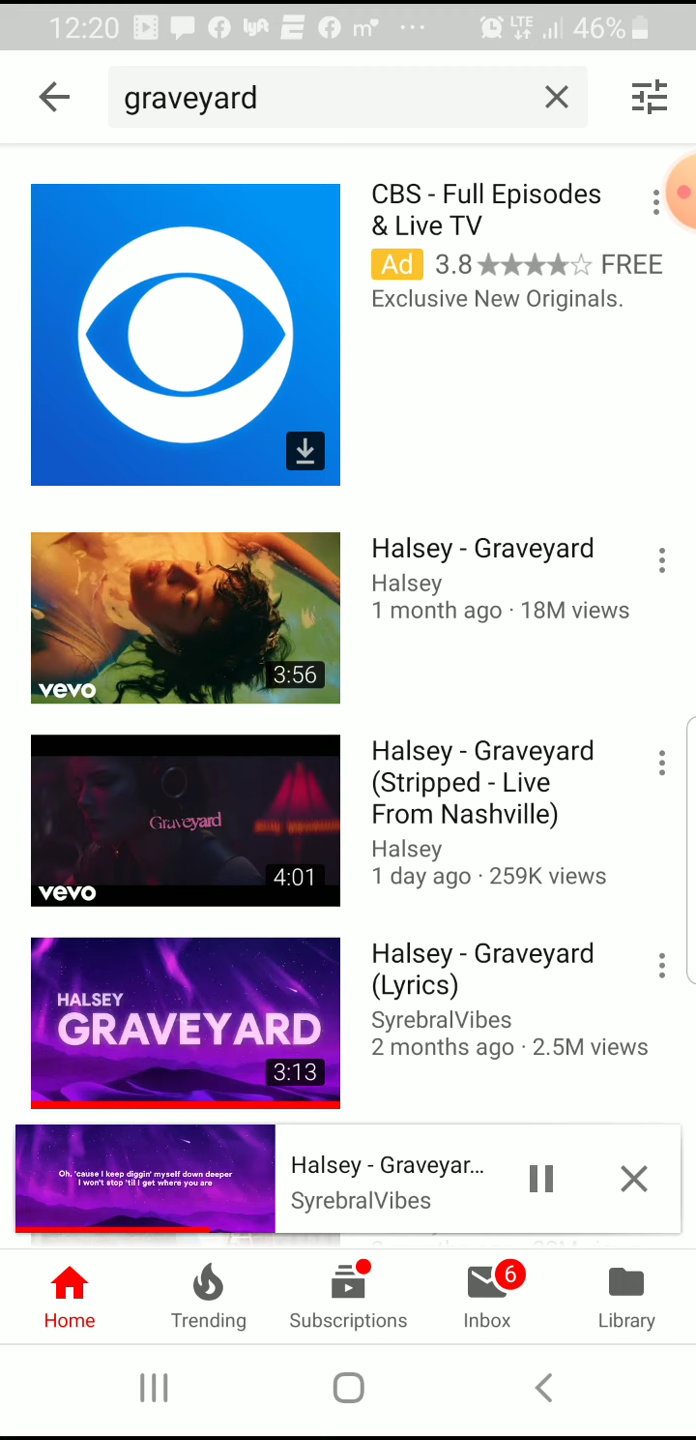 12:20 lyft m LTE 46%
graveyard
CBS - Full Episodes
& Live TV
Ad 3.8 FREE
Exclusive New Originals.
Halsey - Graveyard
Halsey
1 month ago · 18M views
3:56
vevo
Halsey - Graveyard
(Stripped - Live
From Nashville)
Halsey
1 day ago · 259K views
Graveyard
4:01
vevo
Halsey - Graveyard
(Lyrics)
SyrebralVibes
2 months ago · 2.5M views
HALSEY
GRAVEYARD
3:13
Oh, 'cause I keep diggin' myself down deeper
I won't stop 'til I get where you are
Halsey - Graveyar...
SyrebralVibes
6
Home Trending Subscriptions Inbox Library